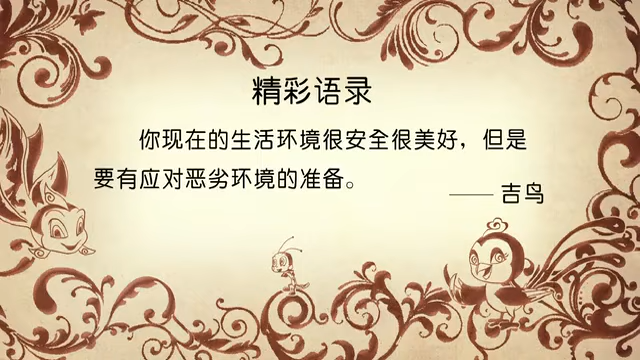 精彩语录
你现在的生活环境很安全很美好，但是
要有应对恶劣环境的准备。
—— 吉鸟